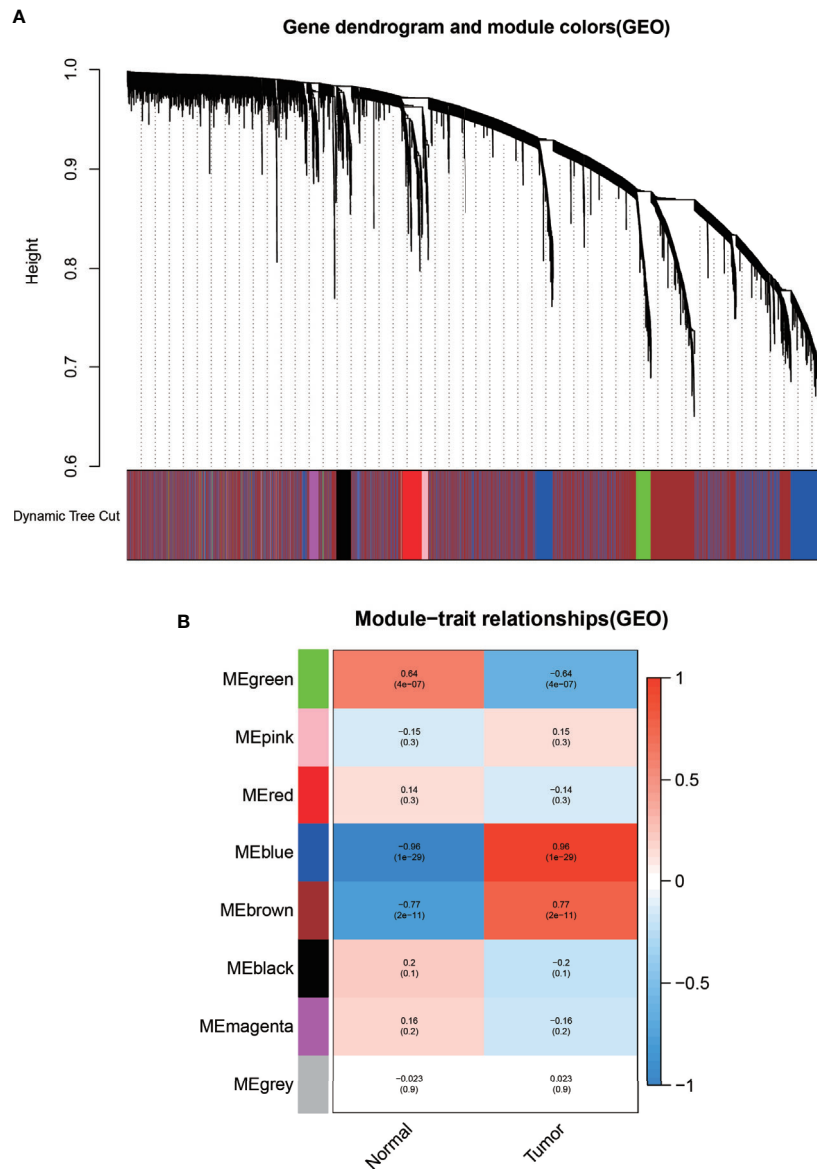 A
Gene dendrogram and module colors(GEO)
Height
1.0
0.9
0.8
0.7
0.6
Dynamic Tree Cut
B
Module−trait relationships(GEO)
MEgreen
0.64
(4e−07)
−0.64
(4e−07)
MEpink
−0.15
(0.3)
0.15
(0.3)
MEred
0.14
(0.3)
−0.14
(0.3)
MEblue
−0.96
(1e−29)
0.96
(1e−29)
MEbrown
−0.77
(2e−11)
0.77
(2e−11)
MEblack
0.2
(0.1)
−0.2
(0.1)
MEmagenta
0.16
(0.2)
−0.16
(0.2)
MEgrey
−0.023
(0.9)
0.023
(0.9)
Normal
Tumor
1
0.5
0
−0.5
−1